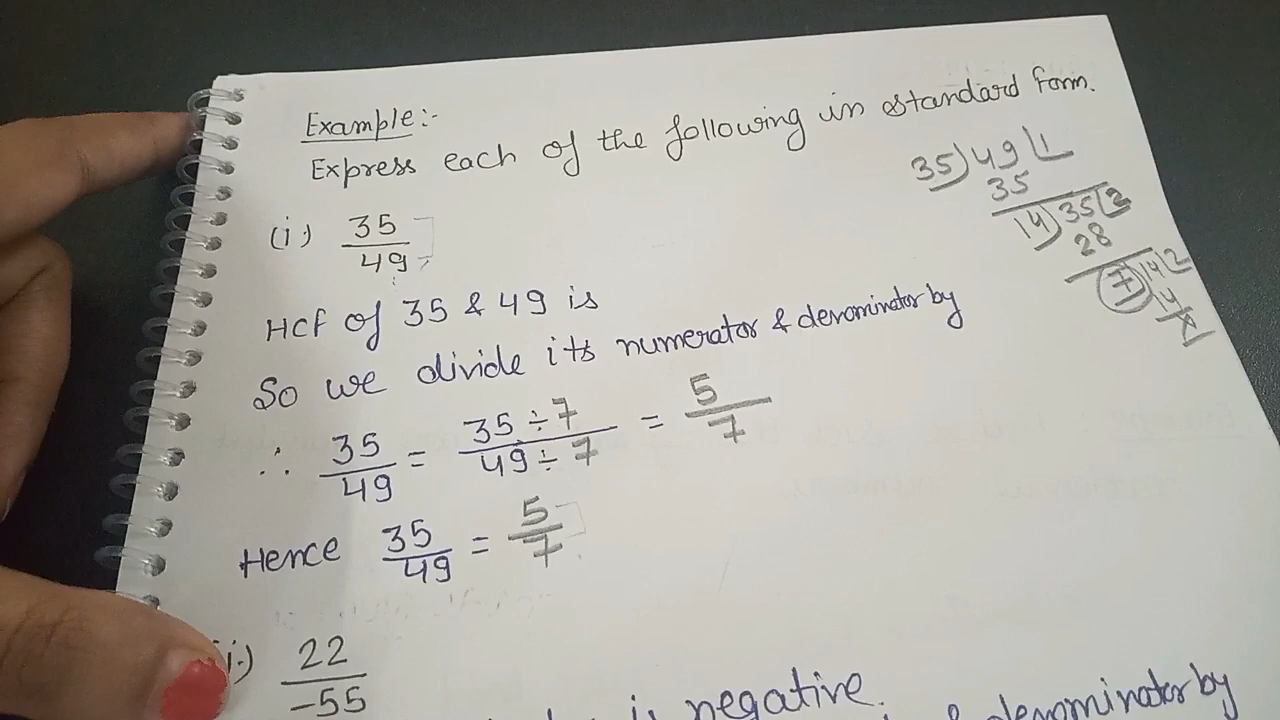 Example:-
Express each of the following in standard form.
(i) 35/49
HCF of 35 & 49 is
So we divide its numerator & denominator by
∴ 35/49 = 35÷7/49÷7 = 5/7
Hence 35/49 = 5/7
22/-55
is negative.
& denominator by
35)49(1
35
14)35(2
28
7)14(2
14
×